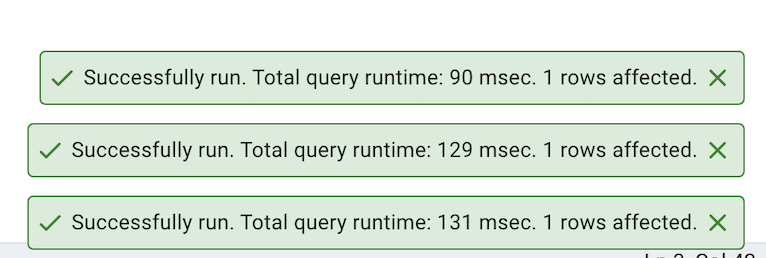 Successfully run. Total query runtime: 90 msec. 1 rows affected.
Successfully run. Total query runtime: 129 msec. 1 rows affected.
Successfully run. Total query runtime: 131 msec. 1 rows affected.